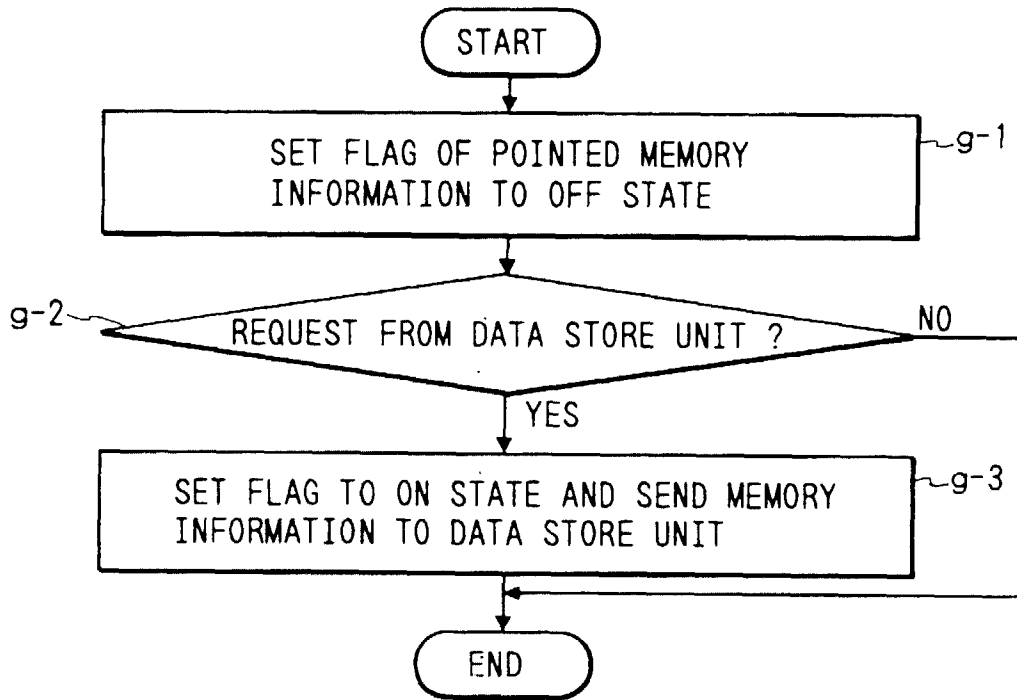 START
SET FLAG OF POINTED MEMORY
INFORMATION TO OFF STATE
g-1
g-2
REQUEST FROM DATA STORE UNIT ?
NO
YES
SET FLAG TO ON STATE AND SEND MEMORY
INFORMATION TO DATA STORE UNIT
g-3
END